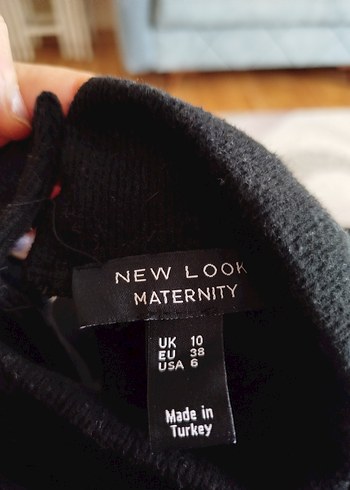 NEW LOOK
MATERNITY
UK 10
EU 38
USA 6
Made in
Turkey